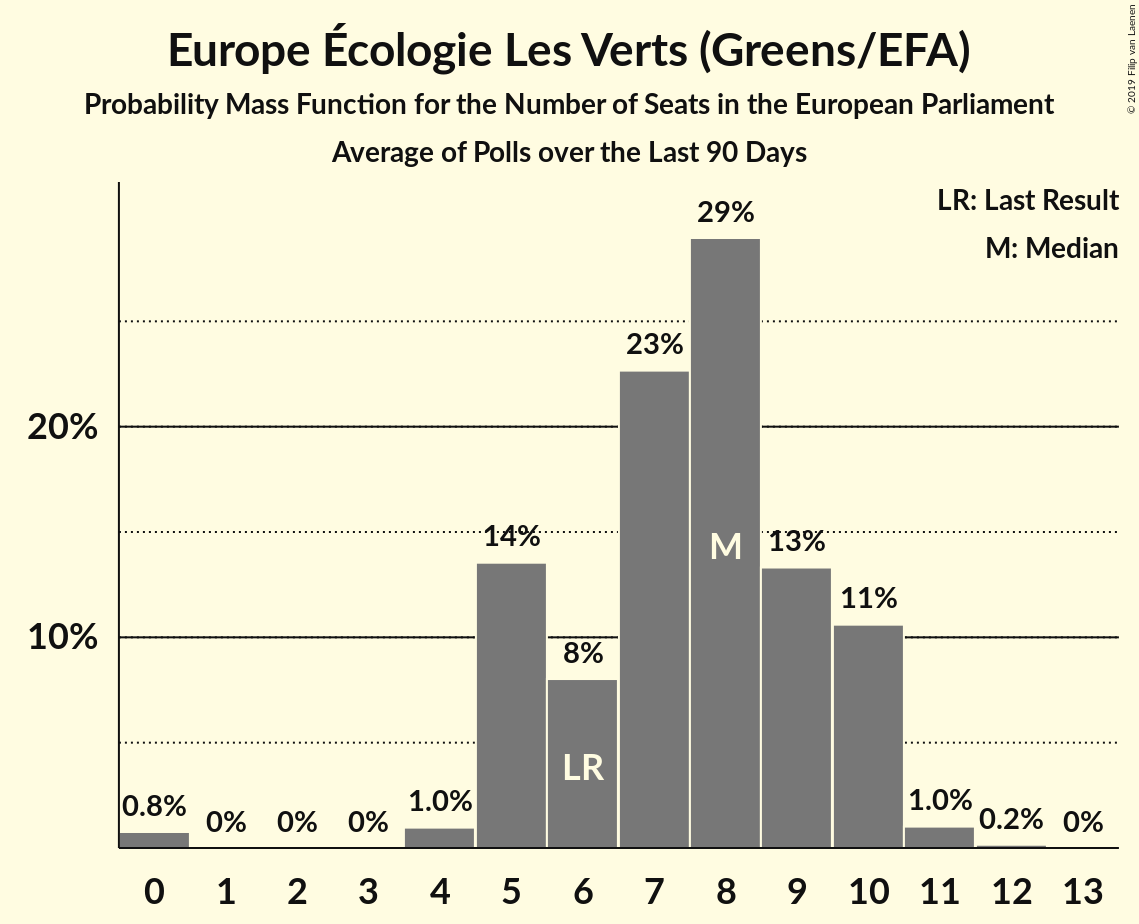 Europe Écologie Les Verts (Greens/EFA)
Probability Mass Function for the Number of Seats in the European Parliament
Average of Polls over the Last 90 Days
© 2019 Filip van Laenen
LR: Last Result
M: Median
20%
10%
0.8%
0%
0%
0%
1.0%
14%
8%
23%
29%
13%
11%
1.0%
0.2%
0%
LR
M
0 1 2 3 4 5 6 7 8 9 10 11 12 13